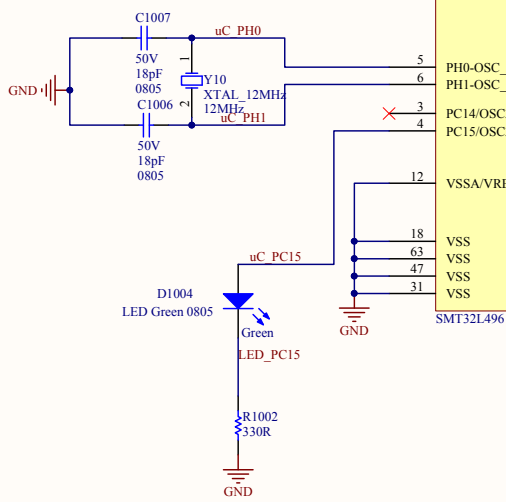 C1007
50V
18pF
0805
uC_PH0
GND
1
Y10
XTAL_12MHz
2
12MHz
C1006
50V
18pF
0805
uC_PH1
5
PH0-OSC_
6
PH1-OSC_
3
PC14/OSC
4
PC15/OSC
12
VSSA/VRE
18
VSS
63
VSS
47
VSS
31
VSS
GND
SMT32L496
uC_PC15
D1004
LED Green 0805
Green
LED_PC15
R1002
330R
GND